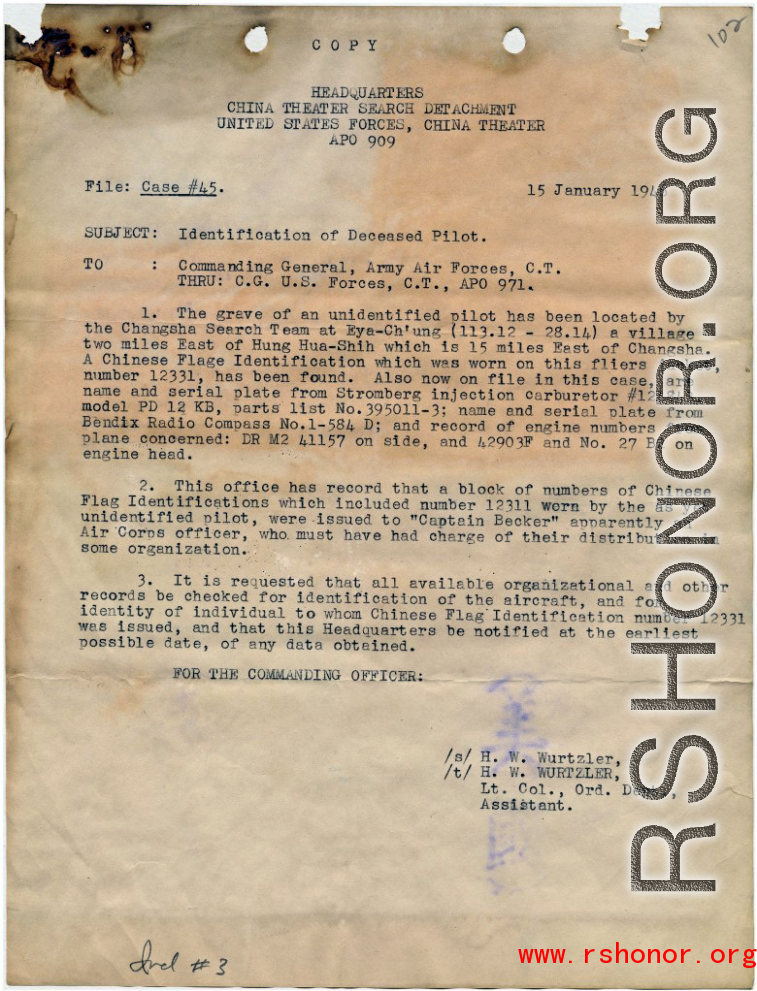 102
COPY
HEADQUARTERS
CHINA THEATER SEARCH DETACHMENT
UNITED STATES FORCES, CHINA THEATER
APO 909
File: Case #45.
15 January 194
SUBJECT: Identification of Deceased Pilot.
TO : Commanding General, Army Air Forces, C.T.
THRU: C.G. U.S. Forces, C.T., APO 971.
1. The grave of an unidentified pilot has been located by
the Changsha Search Team at Eya-Ch'ung (113.12 - 28.14) a village
two miles East of Hung Hua-Shih which is 15 miles East of Changsha.
A Chinese Flage Identification which was worn on this fliers
number 12331, has been found. Also now on file in this case, are
name and serial plate from Stromberg injection carburetor
model PD 12 KB, parts list No.395011-3; name and serial plate from
Bendix Radio Compass No.1-584 D; and record of engine numbers
plane concerned: DR M2 41157 on side, and 42903F and No. 27 on
engine head.
2. This office has record that a block of numbers of Chinese
Flag Identifications which included number 12311 worn by the as
unidentified pilot, were issued to "Captain Becker" apparently
Air Corps officer, who must have had charge of their in
some organization.
3. It is requested that all available organizational and other
records be checked for identification of the aircraft, and for
identity of individual to whom Chinese Flag Identification number 12331
was issued, and that this Headquarters be notified at the earliest
possible date, of any data obtained.
FOR THE COMMANDING OFFICER:
/s/ H. W. Wurtzler,
/t/ H. W. WURTZLER,
Lt. Col., Ord.
Assistant.
Incl #3
RSHONOR.ORG
www.rshonor.org